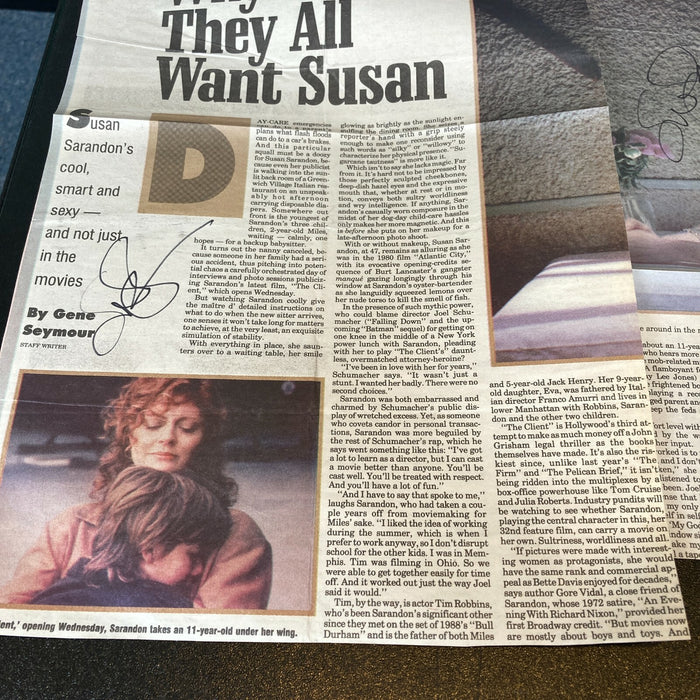 They All
Want Susan
Susan
Sarandon's
cool,
smart and
sexy —
and not just
in the
movies
By Gene
Seymour
STAFF WRITER
DAY-CARE emergencies
can do to a parent's
plans what flash floods
can do to a car's brakes.
And this particular
squall must be a doozy
for Susan Sarandon, be-
cause even her publicist
is walking into the sun-
lit back room of a Green-
wich Village Italian res-
taurant on an unspeak-
ably hot afternoon
carrying disposable dia-
pers. Somewhere out
front is the youngest of
Sarandon's three chil-
dren, 2-year-old Miles,
waiting — calmly, one
hopes — for a backup babysitter.
It turns out the nanny canceled, be-
cause someone in her family had a seri-
ous accident, thus pitching into poten-
tial chaos a carefully orchestrated day of
interviews and photo sessions publiciz-
ing Sarandon's latest film, "The Cli-
ent," which opens Wednesday.
But watching Sarandon coolly give
the maître d' detailed instructions on
what to do when the new sitter arrives,
one senses it won't take long for matters
to achieve, at the very least, an exquisite
simulation of stability.
With everything in place, she saun-
ters over to a waitable table, her smile
glowing as brightly as the sunlight en-
gulfing the dining room. She seizes a
reporter's hand with a grip steely
enough to make one reconsider using
such words as "silky" or "willowy" to
characterize her physical presence. "Su-
garcane tautness" is more like it.
Which isn't to say she lacks magic. Far
from it. It's hard not to be impressed by
those perfectly sculpted cheekbones,
deep-dish hazel eyes and the expressive
mouth that, whether at rest or in mo-
tion, conveys both sultry worldliness
and wry intelligence. If anything, Sar-
andon's casually worn composure in the
midst of her dog-day child-care hassles
only makes her more magnetic. And this
is before she puts on her makeup for a
late-afternoon photo shoot.
With or without makeup, Susan Sar-
andon, at 47, remains as alluring as she
was in the 1980 film "Atlantic City,"
with its evocative opening-credits se-
quence of Burt Lancaster's gangster
manqué gazing longingly through his
window at Sarandon's oyster-bartender
as she languidly squeezed lemons over
her nude torso to kill the smell of fish.
In the presence of such mythic power,
who could blame director Joel Schu-
macher ("Falling Down" and the up-
coming "Batman" sequel) for getting on
one knee in the middle of a New York
power lunch with Sarandon, pleading
with her to play "The Client's" daunt-
less, overmatched attorney-heroine?
"I've been in love with her for years,"
Schumacher says. "It wasn't just a
stunt. I wanted her badly. There were no
second choices."
Sarandon was both embarrassed and
charmed by Schumacher's public dis-
play of wretched excess. Yet, as someone
who covets candor in personal transac-
tions, Sarandon was more beguiled by
the rest of Schumacher's rap, which he
says went something like this: "I've got
a lot to learn as a director, but I can cast
a movie better than anyone. You'll be
cast well. You'll be treated with respect.
And you'll have a lot of fun."
"And I have to say that spoke to me,"
laughs Sarandon, who had taken a cou-
ple years off from moviemaking for
Miles' sake. "I liked the idea of working
during the summer, which is when I
prefer to work anyway, so I don't disrupt
school for the other kids. I was in Mem-
phis. Tim was filming in Ohio. So we
were able to get together easily for time
off. And it worked out just the way Joel
said it would."
Tim, by the way, is actor Tim Robbins,
who's been Sarandon's significant other
since they met on the set of 1988's "Bull
Durham" and is the father of both Miles
and 5-year-old Jack Henry. Her 9-year-
old daughter, Eva, was fathered by Ital-
ian director Franco Amurri and lives in
lower Manhattan with Robbins, Saran-
don and the other two children.
"The Client" is Hollywood's third at-
tempt to make as much money off a John
Grisham legal thriller as the books
themselves have made. It's also the ris-
kiest since, unlike last year's "The
Firm" and "The Pelican Brief," it isn't
being ridden into the multiplexes by a
box-office powerhouse like Tom Cruise
and Julia Roberts. Industry pundits will
be watching to see whether Sarandon,
playing the central character in this, her
32nd feature film, can carry a movie on
her own. Sultriness, worldliness and all.
"If pictures were made with interest-
ing women as protagonists, she would
have the same rank and commercial ap-
peal as Bette Davis enjoyed for decades,"
says author Gore Vidal, a close friend of
Sarandon, whose 1972 satire, "An Eve-
ning With Richard Nixon," provided her
first Broadway credit. "But movies now
are mostly about boys and toys. And
ient,' opening Wednesday, Sarandon takes an 11-year-old under her wing.